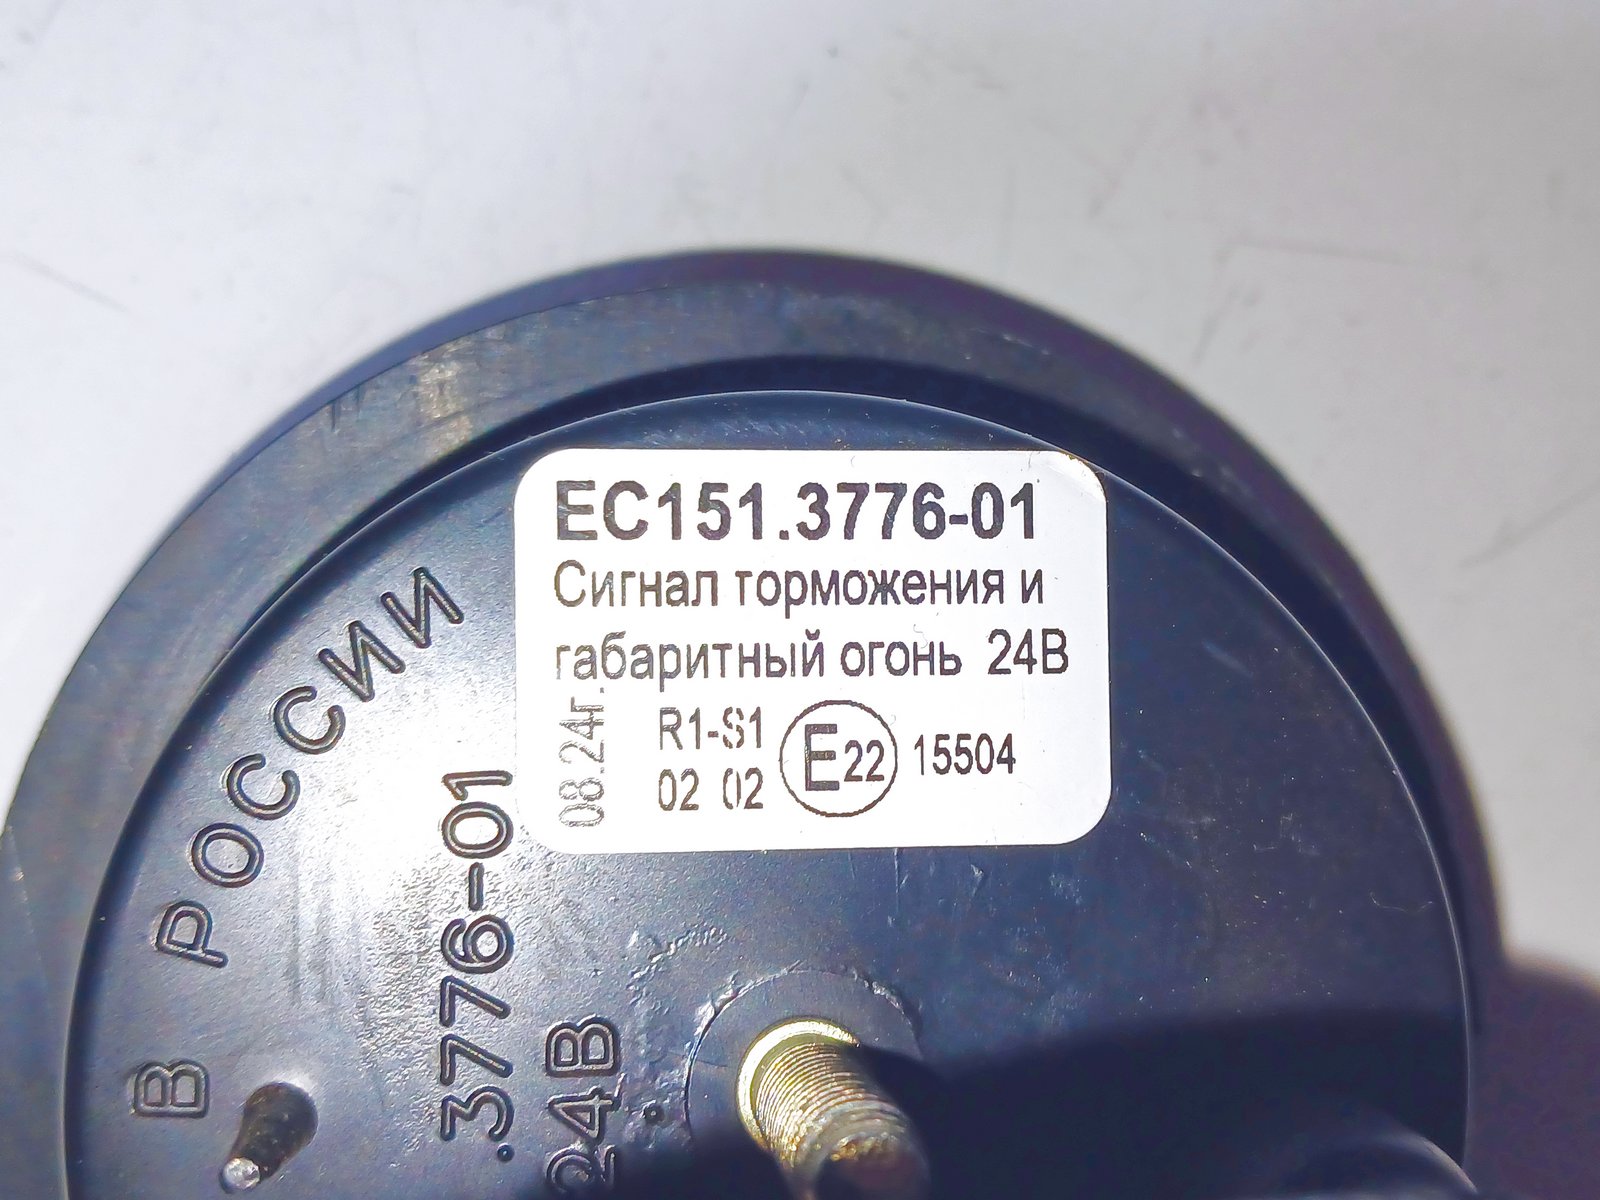 ЕС151.3776-01
Сигнал торможения и
габаритный огонь 24В
08.24г.
R1-S1
02 02
E22 15504
В РОССИИ
.3776-01
24В